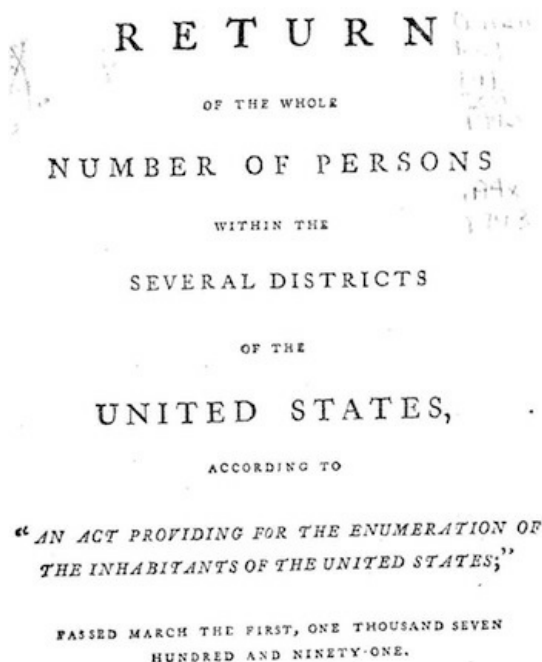 RETURN
OF THE WHOLE
NUMBER OF PERSONS
WITHIN THE
SEVERAL DISTRICTS
OF THE
UNITED STATES,
ACCORDING TO
"AN ACT PROVIDING FOR THE ENUMERATION OF
THE INHABITANTS OF THE UNITED STATES;"
PASSED MARCH THE FIRST, ONE THOUSAND SEVEN
HUNDRED AND NINETY-ONE.